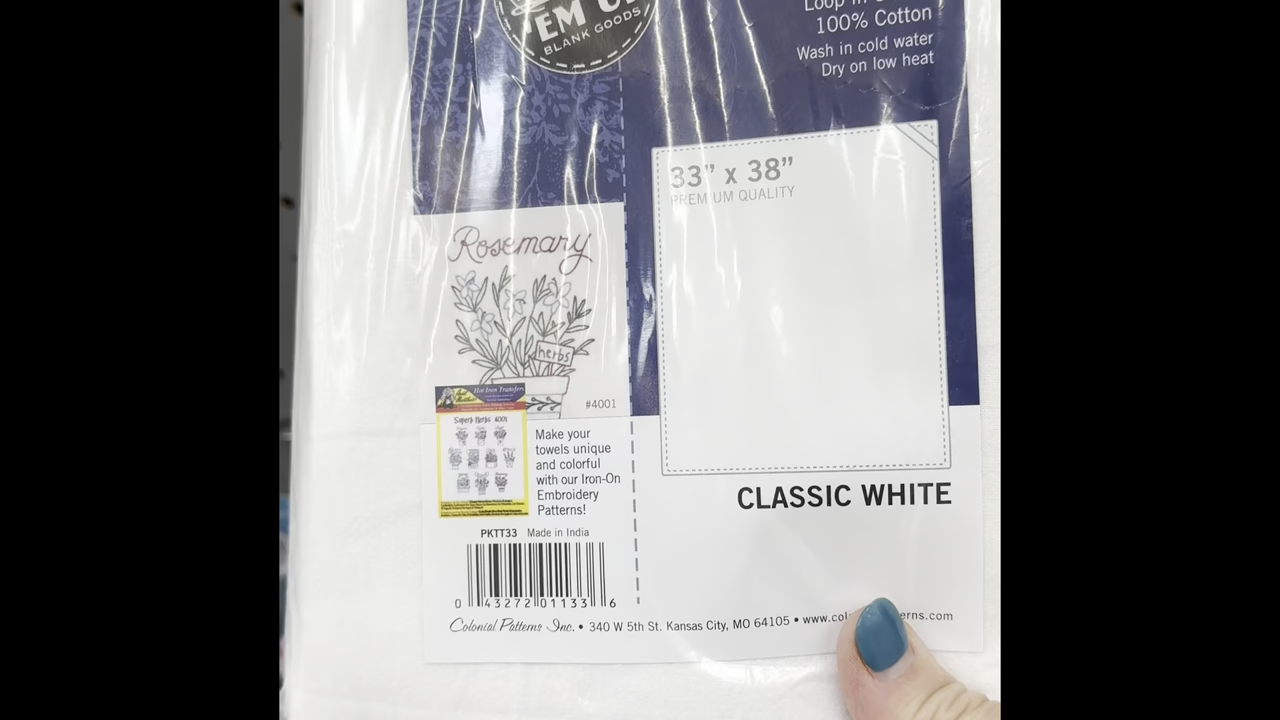 'EM U
BLANK GOODS
Loop in
100% Cotton
Wash in cold water
Dry on low heat
33” x 38”
PREMIUM QUALITY
Rosemary
herbs
#4001
Hot Iron Transfers
Superb Herbs 4001
Make your
towels unique
and colorful
with our Iron-On
Embroidery
Patterns!
CLASSIC WHITE
PKTT33 Made in India
0 43272 01133 6
Colonial Patterns Inc. • 340 W 5th St. Kansas City, MO 64105 • www.col erns.com